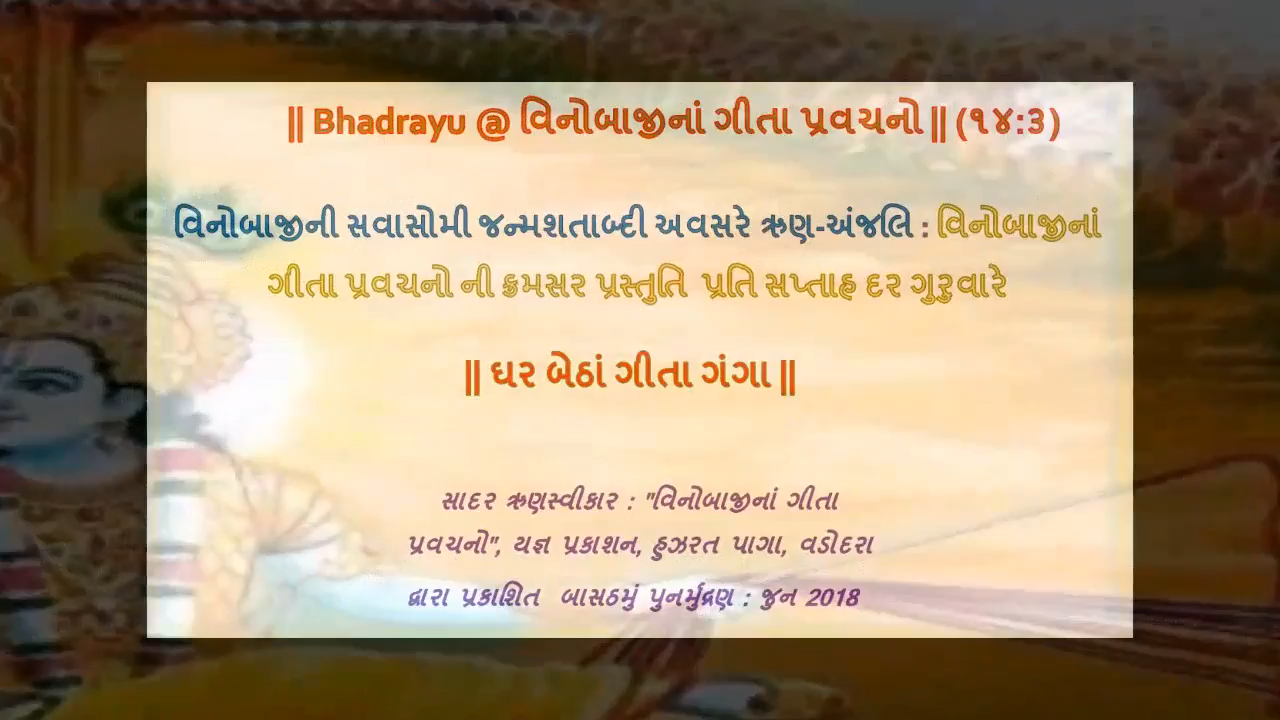 || Bhadrayu @ વિનોબાજીનાં ગીતા પ્રવચનો || (૧૪:૩)
વિનોબાજીની સવાસોમી જન્મશતાબ્દી અવસરે ઋણ-અંજલિ : વિનોબાજીનાં
ગીતા પ્રવચનો ની ક્રમસર પ્રસ્તુતિ પ્રતિ સપ્તાહ દર ગુરુવારે
|| ઘર બેઠાં ગીતા ગંગા ||
સાદર ઋણસ્વીકાર : "વિનોબાજીનાં ગીતા
પ્રવચનો", યજ્ઞ પ્રકાશન, હુઝરત પાગા, વડોદરા
દ્વારા પ્રકાશિત બાસઠમું પુનર્મુદ્રણ : જુન 2018